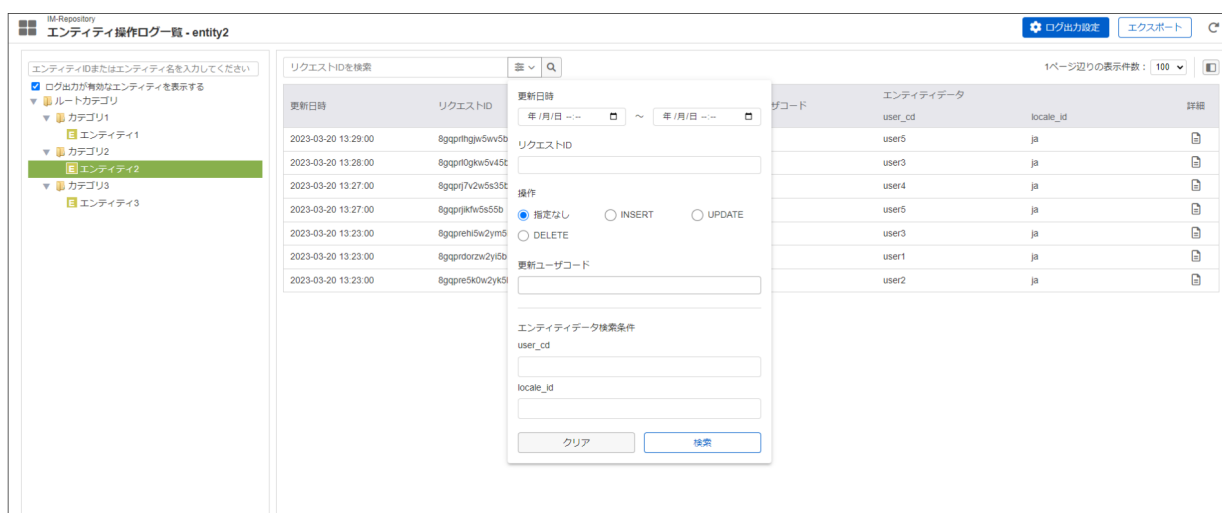 IM-Repository
エンティティ操作ログ一覧 - entity2
ログ出力設定
エクスポート
エンティティIDまたはエンティティ名を入力してください
ログ出力が有効なエンティティを表示する
ルートカテゴリ
カテゴリ1
エンティティ1
カテゴリ2
エンティティ2
カテゴリ3
エンティティ3
リクエストIDを検索
1ページ辺りの表示件数： 100
更新日時 リクエストID ザコード エンティティデータ 詳細
user_cd locale_id
2023-03-20 13:29:00 8gqprlhgjw5wv5b user5 ja
2023-03-20 13:28:00 8gqprl0gkw5v45b user3 ja
2023-03-20 13:27:00 8gqprj7v2w5s35b user4 ja
2023-03-20 13:27:00 8gqprjikfw5s55b user5 ja
2023-03-20 13:23:00 8gqprehi5w2ym5 user3 ja
2023-03-20 13:23:00 8gqprdorzw2yi5b user1 ja
2023-03-20 13:23:00 8gqpre5k0w2yk5 user2 ja
更新日時
年 /月/日 --:-- ～ 年 /月/日 --:--
リクエストID
操作
指定なし INSERT UPDATE
DELETE
更新ユーザコード
エンティティデータ検索条件
user_cd
locale_id
クリア 検索